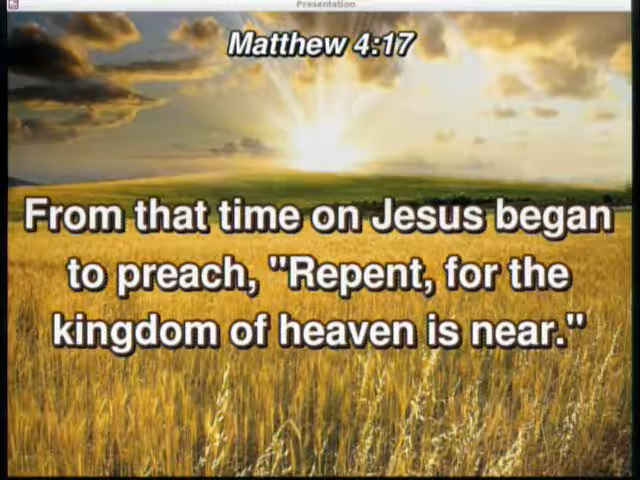 Presentation
Matthew 4:17
From that time on Jesus began
to preach, "Repent, for the
kingdom of heaven is near."